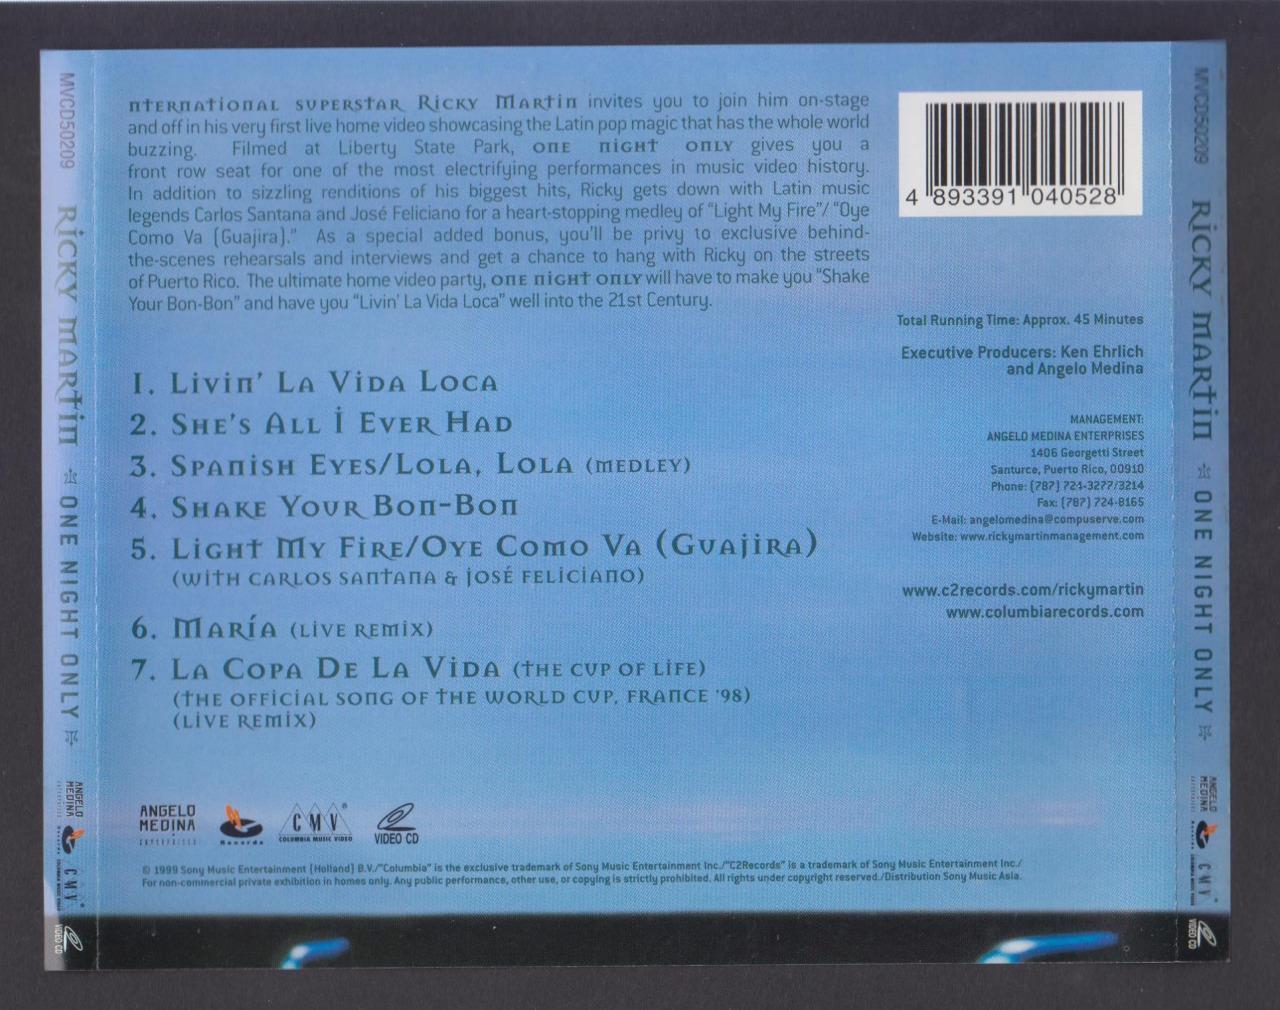 MVCD50209 RICKY MARTIN ONE NIGHT ONLY
ANGELO MEDINA
CMV
VIDEO CD
NTERNATIONAL SUPERSTAR RICKY MARTIN invites you to join him on-stage
and off in his very first live home video showcasing the Latin pop magic that has the whole world
buzzing. Filmed at Liberty State Park, ONE NIGHT ONLY gives you a
front row seat for one of the most electrifying performances in music video history.
In addition to sizzling renditions of his biggest hits, Ricky gets down with Latin music
legends Carlos Santana and José Feliciano for a heart-stopping medley of "Light My Fire"/ "Oye
Como Va (Guajira)." As a special added bonus, you'll be privy to exclusive behind-
the-scenes rehearsals and interviews and get a chance to hang with Ricky on the streets
of Puerto Rico. The ultimate home video party, ONE NIGHT ONLY will have to make you "Shake
Your Bon-Bon" and have you "Livin' La Vida Loca" well into the 21st Century.
1. LIVIN' LA VIDA LOCA
2. SHE'S ALL I EVER HAD
3. SPANISH EYES/LOLA, LOLA (MEDLEY)
4. SHAKE YOUR BON-BON
5. LIGHT MY FIRE/OYE COMO VA (GUAJIRA)
(WITH CARLOS SANTANA & JOSÉ FELICIANO)
6. MARÍA (LIVE REMIX)
7. LA COPA DE LA VIDA (THE CUP OF LIFE)
(THE OFFICIAL SONG OF THE WORLD CUP, FRANCE '98)
(LIVE REMIX)
4 893391 040528
Total Running Time: Approx. 45 Minutes
Executive Producers: Ken Ehrlich
and Angelo Medina
MANAGEMENT:
ANGELO MEDINA ENTERPRISES
1406 Georgetti Street
Santurce, Puerto Rico, 00910
Phone: (787) 724-3277/3214
Fax: (787) 724-8165
E-Mail: angelomedina@compuserve.com
Website: www.rickymartinmanagement.com
www.c2records.com/rickymartin
www.columbiarecords.com
ANGELO
MEDINA
ENTERPRISES
Records
CMV®
COLUMBIA MUSIC VIDEO
VIDEO CD
© 1999 Sony Music Entertainment (Holland) B.V./"Columbia" is the exclusive trademark of Sony Music Entertainment Inc./"C2Records" is a trademark of Sony Music Entertainment Inc./
For non-commercial private exhibition in homes only. Any public performance, other use, or copying is strictly prohibited. All rights under copyright reserved./Distribution Sony Music Asia.
MVCD50209 RICKY MARTIN ONE NIGHT ONLY
ANGELO MEDINA
CMV
VIDEO CD